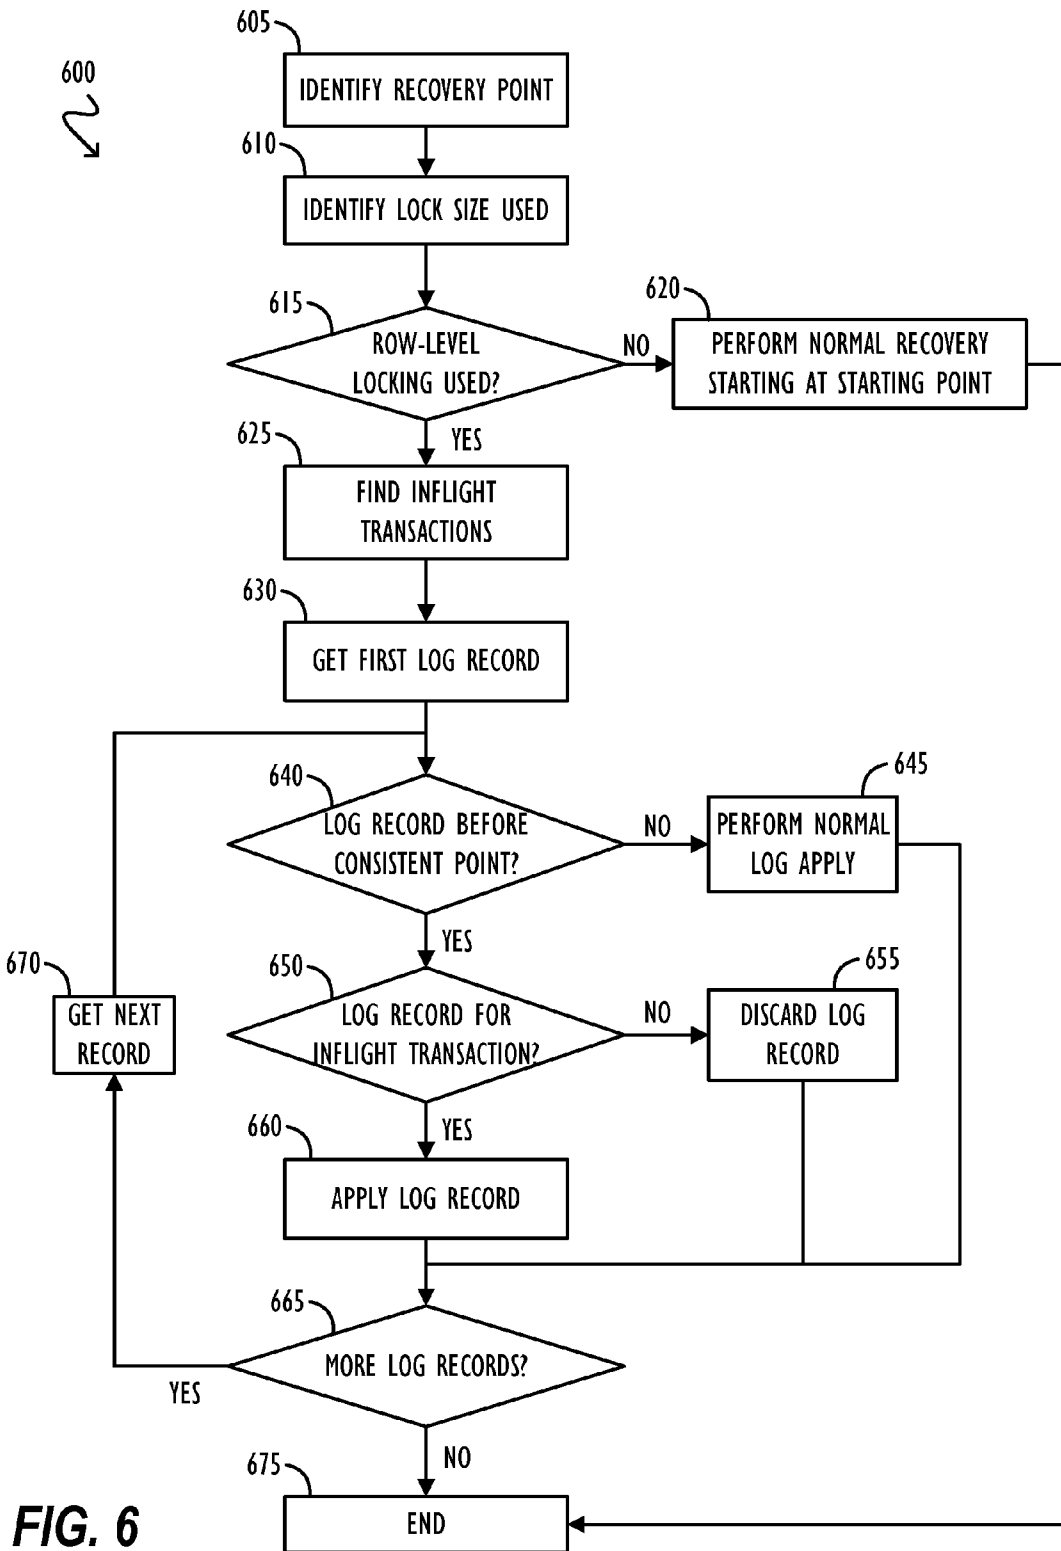 605
600
IDENTIFY RECOVERY POINT
610
IDENTIFY LOCK SIZE USED
615
ROW-LEVEL
LOCKING USED?
NO
620
PERFORM NORMAL RECOVERY
STARTING AT STARTING POINT
YES
625
FIND INFLIGHT
TRANSACTIONS
630
GET FIRST LOG RECORD
640
LOG RECORD BEFORE
CONSISTENT POINT?
NO
645
PERFORM NORMAL
LOG APPLY
YES
650
LOG RECORD FOR
INFLIGHT TRANSACTION?
NO
655
DISCARD LOG
RECORD
670
GET NEXT
RECORD
YES
660
APPLY LOG RECORD
665
MORE LOG RECORDS?
YES
NO
675
END
FIG. 6